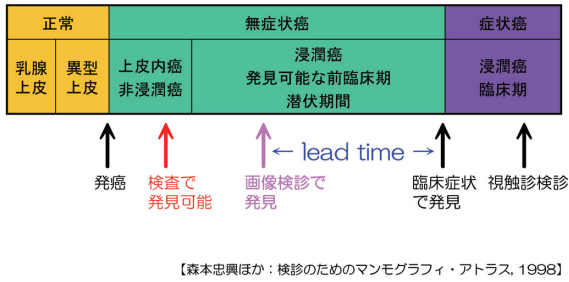 正常
無症状癌
症状癌
乳腺
上皮
異型
上皮
上皮内癌
非浸潤癌
浸潤癌
発見可能な前臨床期
潜伏期間
浸潤癌
臨床期
← lead time →
発癌
検査で
発見可能
画像検診で
発見
臨床症状
で発見
視触診検診
【森本忠興ほか：検診のためのマンモグラフィ・アトラス, 1998】